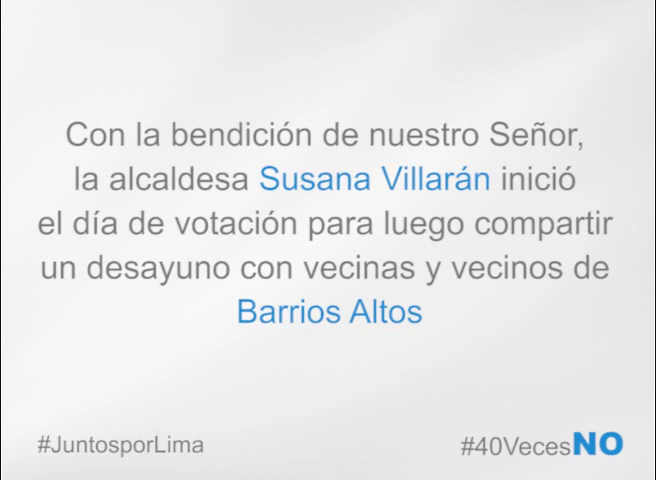 Con la bendición de nuestro Señor,
la alcaldesa Susana Villarán inició
el día de votación para luego compartir
un desayuno con vecinas y vecinos de
Barrios Altos
#JuntosporLima
#40VecesNO